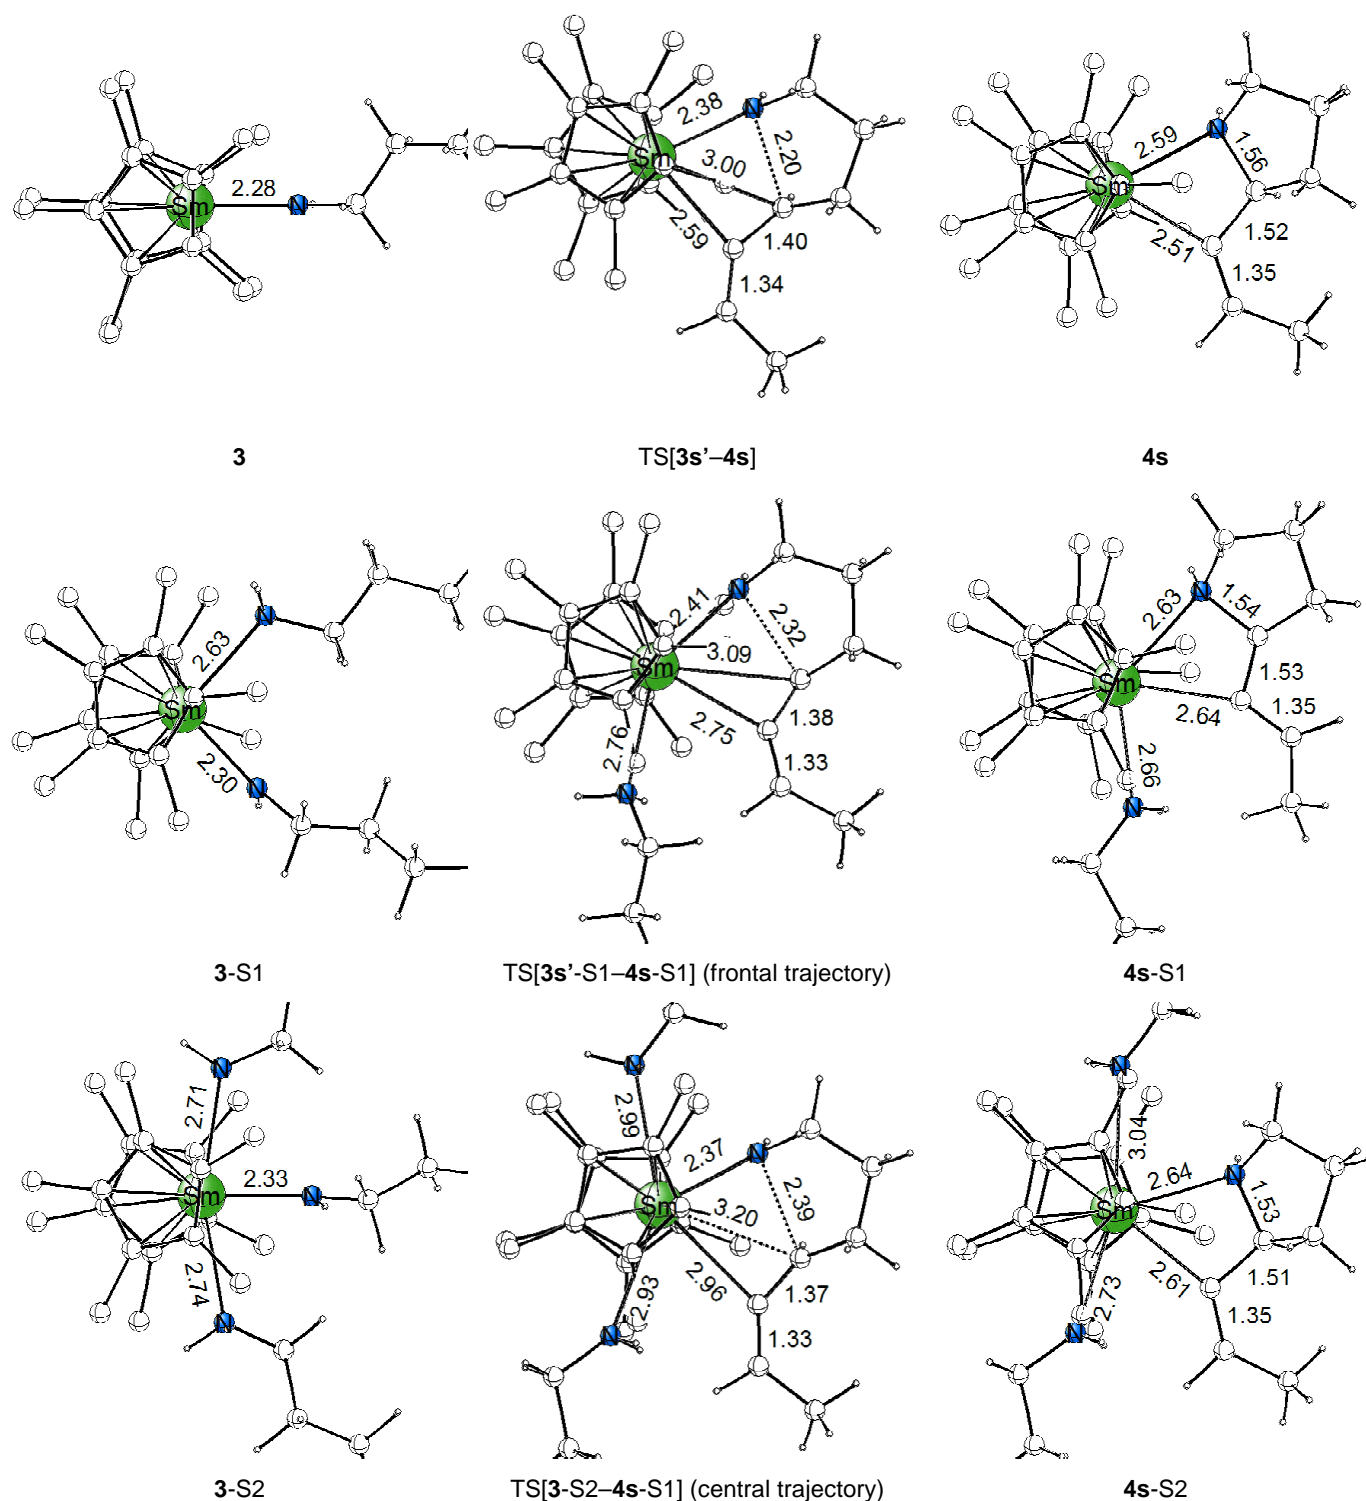 Sm 2.28 N
3
Sm 2.38 N 2.20 3.00 2.59 1.40 1.34
TS[3s’–4s]
Sm 2.59 N 1.56 2.51 1.52 1.35
4s
Sm 2.63 N 2.30 N
3-S1
Sm 2.41 N 2.32 3.09 2.75 1.38 1.33 2.76 N
TS[3s’-S1–4s-S1] (frontal trajectory)
Sm 2.63 N 1.54 1.53 2.64 1.35 2.66 N
4s-S1
N 2.71 Sm 2.33 N 2.74 N
3-S2
N 2.99 Sm 2.37 N 2.39 3.20 2.96 1.37 1.33 2.93 N
TS[3-S2–4s-S1] (central trajectory)
N 3.04 Sm 2.64 N 1.53 1.51 2.61 1.35 2.73 N
4s-S2